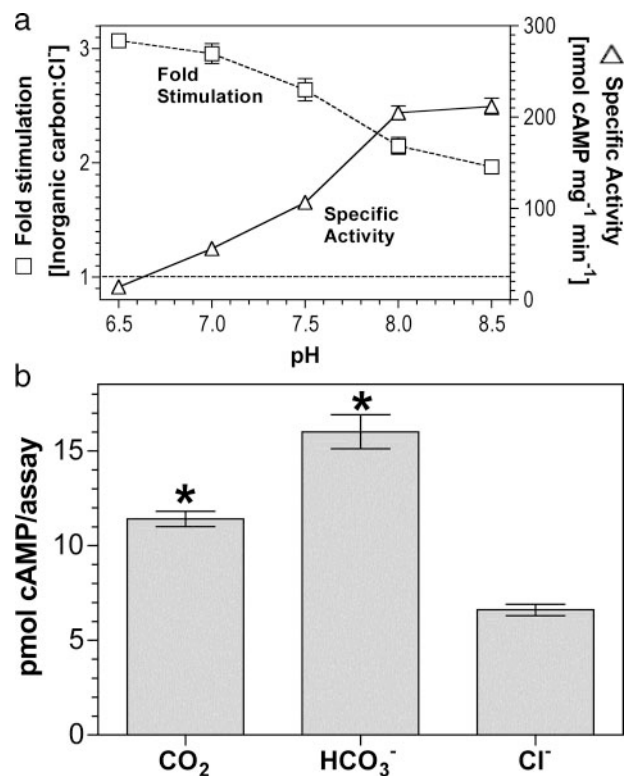 a
□ Fold stimulation
[Inorganic carbon:Cl⁻]
3
2
1
Fold
Stimulation
Specific
Activity
300
200
100
0
△ Specific Activity
[nmol cAMP mg⁻¹ min⁻¹]
6.5 7.0 7.5 8.0 8.5
pH
b
pmol cAMP/assay
15
10
5
0
* *
CO₂ HCO₃⁻ Cl⁻